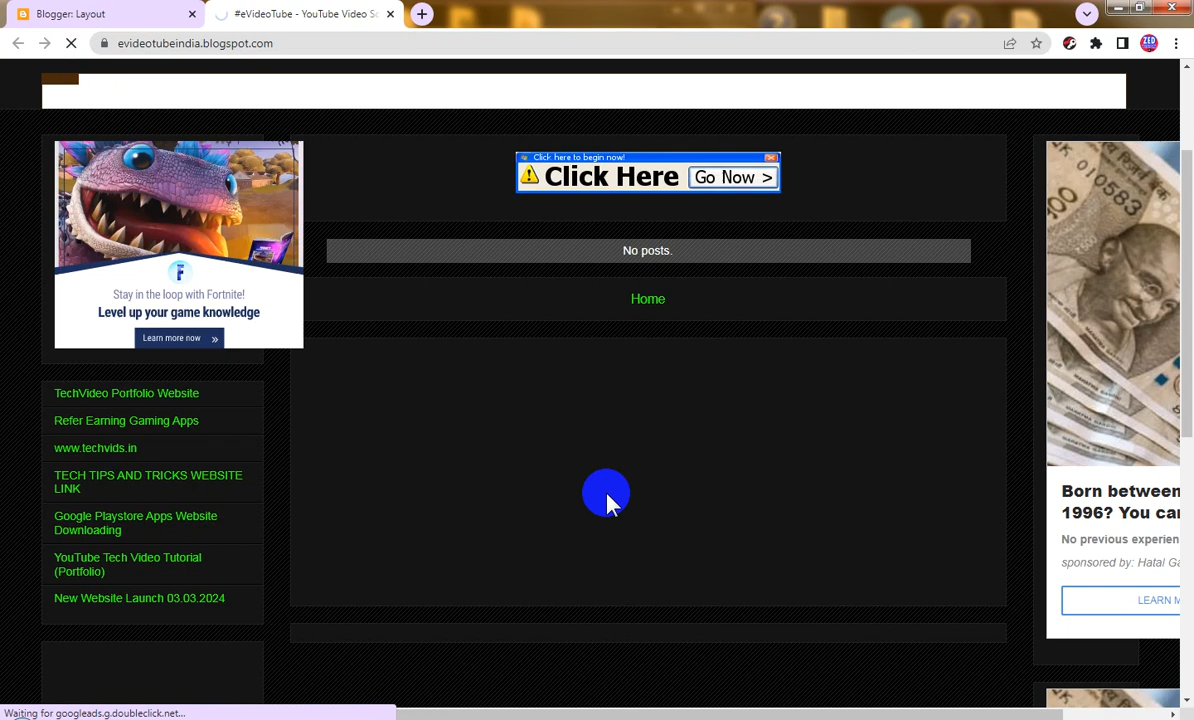 Blogger: Layout
#eVideoTube - YouTube Video Sc
evideotubeindia.blogspot.com
ZED
Click here to begin now!
Click Here
Go Now >
No posts.
Home
F
Stay in the loop with Fortnite!
Level up your game knowledge
Learn more now »
TechVideo Portfolio Website
Refer Earning Gaming Apps
www.techvids.in
TECH TIPS AND TRICKS WEBSITE
LINK
Google Playstore Apps Website
Downloading
YouTube Tech Video Tutorial
(Portfolio)
New Website Launch 03.03.2024
010583
Born between
1996? You ca
No previous experien
sponsored by: Hatal Ga
LEARN M
Waiting for googleads.g.doubleclick.net...